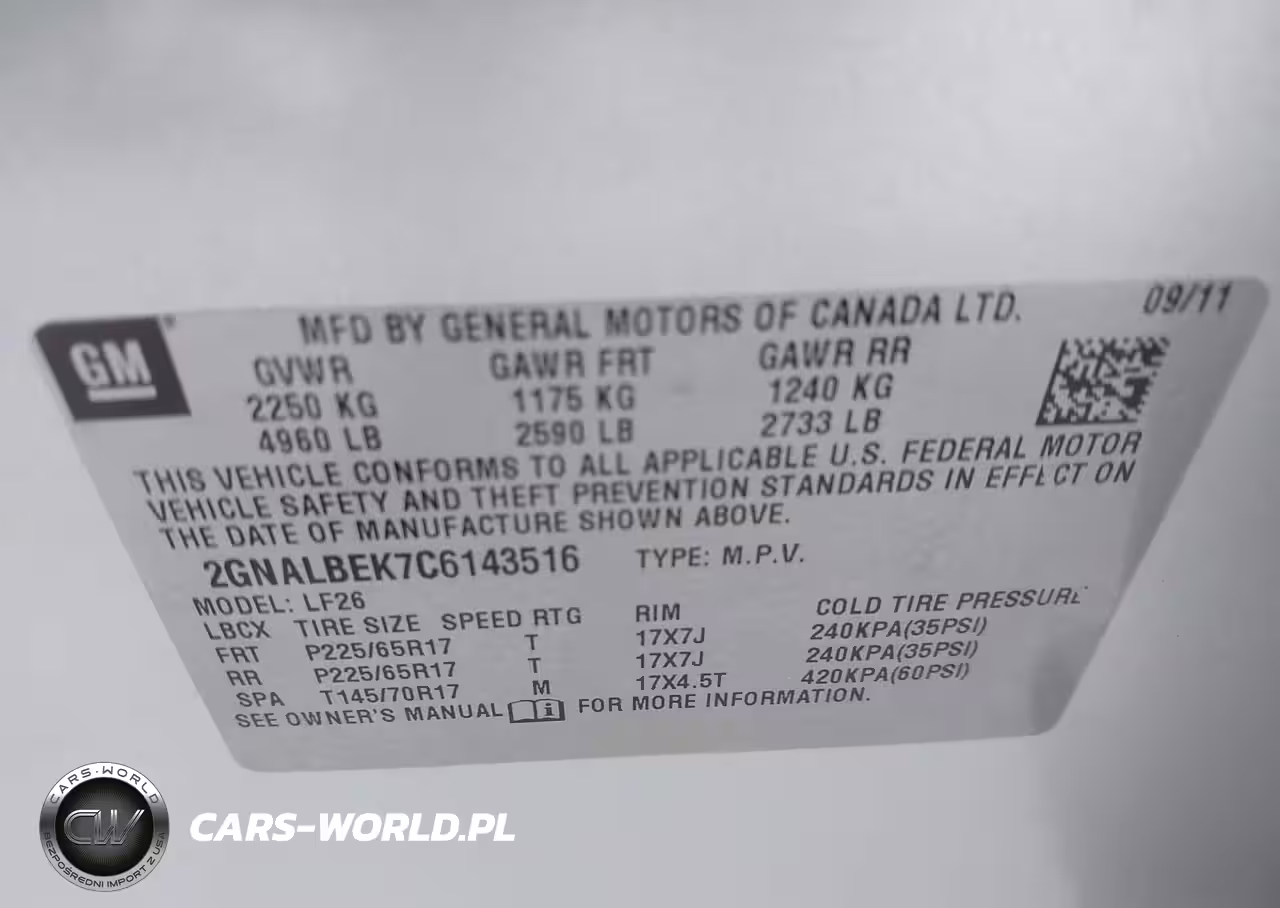 GM
MFD BY GENERAL MOTORS OF CANADA LTD. 09/11
GVWR GAWR FRT GAWR RR
2250 KG 1175 KG 1240 KG
4960 LB 2590 LB 2733 LB
THIS VEHICLE CONFORMS TO ALL APPLICABLE U.S. FEDERAL MOTOR
VEHICLE SAFETY AND THEFT PREVENTION STANDARDS IN EFFECT ON
THE DATE OF MANUFACTURE SHOWN ABOVE.
2GNALBEK7C6143516 TYPE: M.P.V.
MODEL: LF26
LBCX TIRE SIZE SPEED RTG RIM COLD TIRE PRESSURE
FRT P225/65R17 T 17X7J 240KPA(35PSI)
RR P225/65R17 T 17X7J 240KPA(35PSI)
SPA T145/70R17 M 17X4.5T 420KPA(60PSI)
SEE OWNER'S MANUAL i FOR MORE INFORMATION.
CARS-WORLD
CW
BEZPOŚREDNI IMPORT Z USA
CARS-WORLD.PL